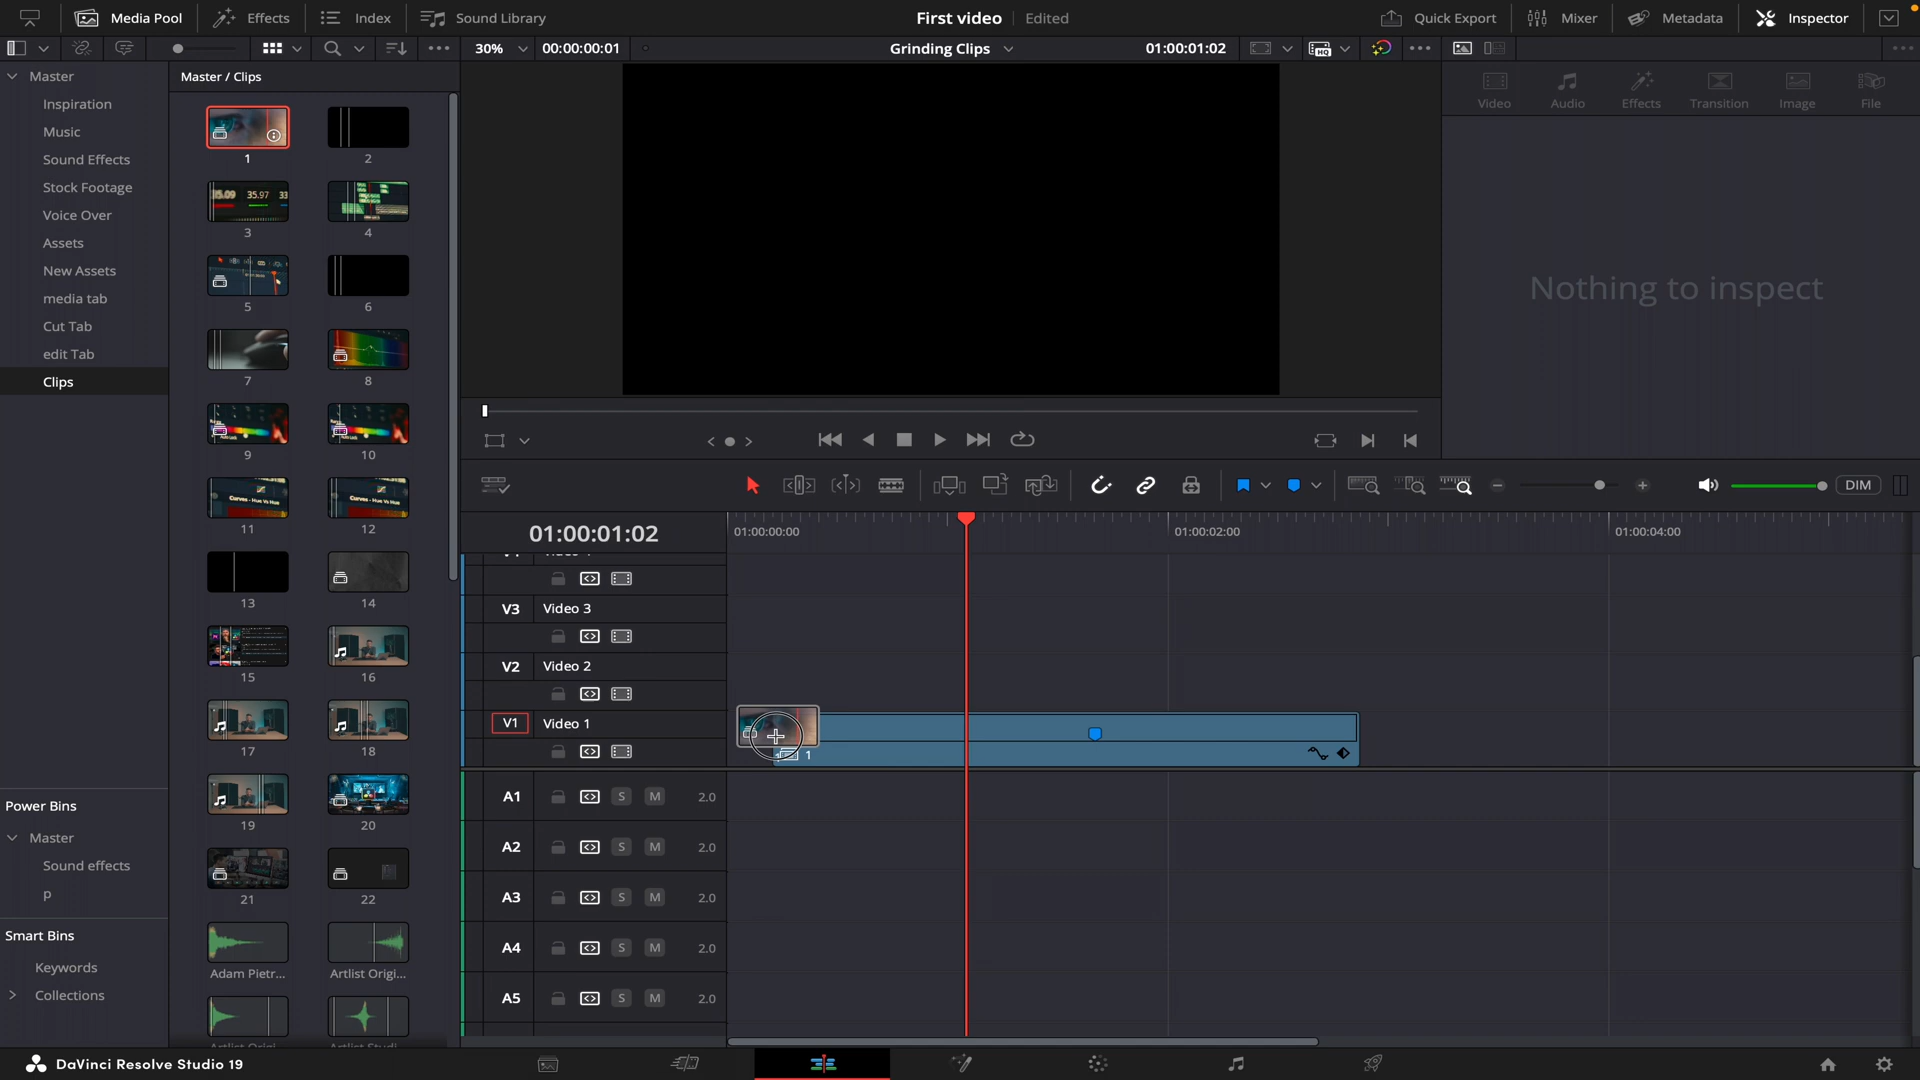 Media Pool
Effects
Index
Sound Library
First video
Edited
Quick Export
Mixer
Metadata
Inspector
30%
00:00:00:01
Grinding Clips
01:00:01:02
HQ
Master
Inspiration
Music
Sound Effects
Stock Footage
Voice Over
Assets
New Assets
media tab
Cut Tab
edit Tab
Clips
Master / Clips
1
2
35.97
3
4
5
6
7
8
9
10
Curves - Hue Vs Hue
11
12
13
14
15
16
17
18
19
20
21
22
Adam Pietr...
Artlist Origi...
Artlist Origi...
Artlist Studi...
Power Bins
Master
Sound effects
p
Smart Bins
Keywords
Collections
Video
Audio
Effects
Transition
Image
File
Nothing to inspect
DIM
01:00:01:02
01:00:00:00
01:00:02:00
01:00:04:00
V3
Video 3
V2
Video 2
V1
Video 1
1
A1
S
M
2.0
A2
S
M
2.0
A3
S
M
2.0
A4
S
M
2.0
A5
S
M
2.0
DaVinci Resolve Studio 19